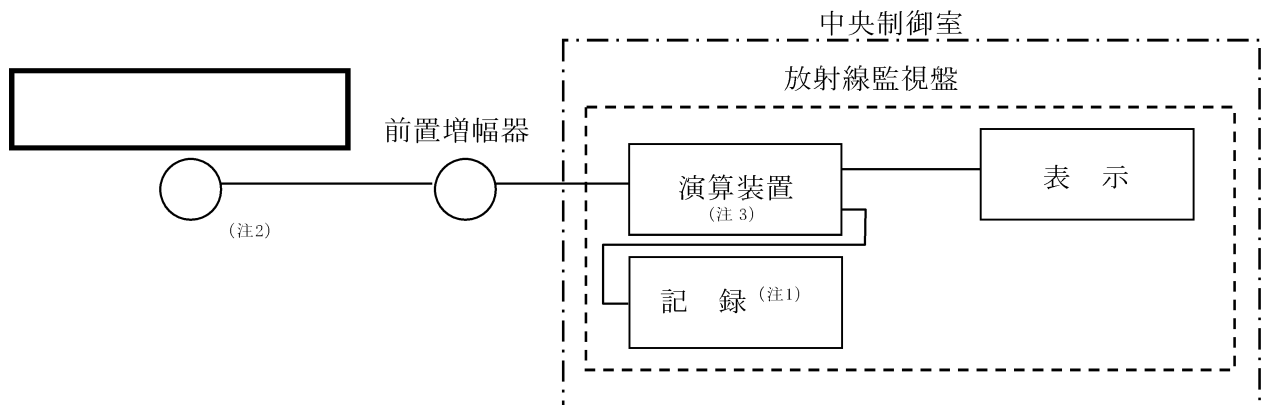 中央制御室
放射線監視盤
前置増幅器
(注2)
演算装置
(注3)
表 示
記 録 (注1)